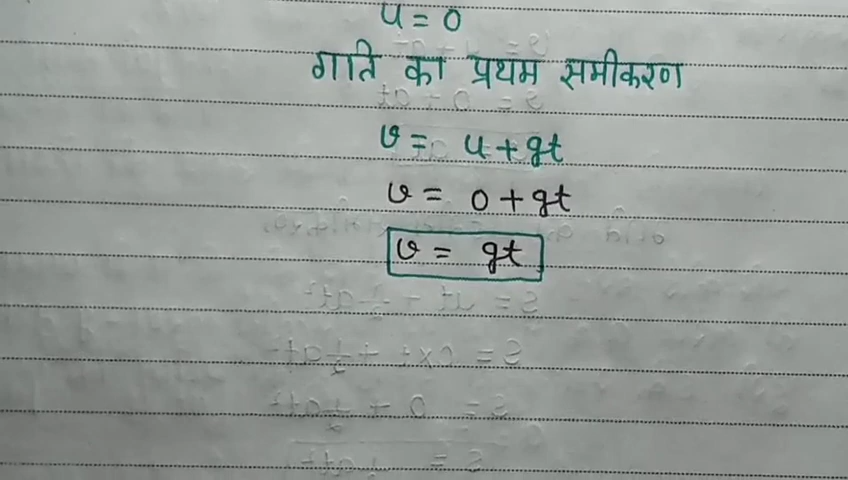 u = 0
गति का प्रथम समीकरण
v = u + gt
v = 0 + gt
v = gt